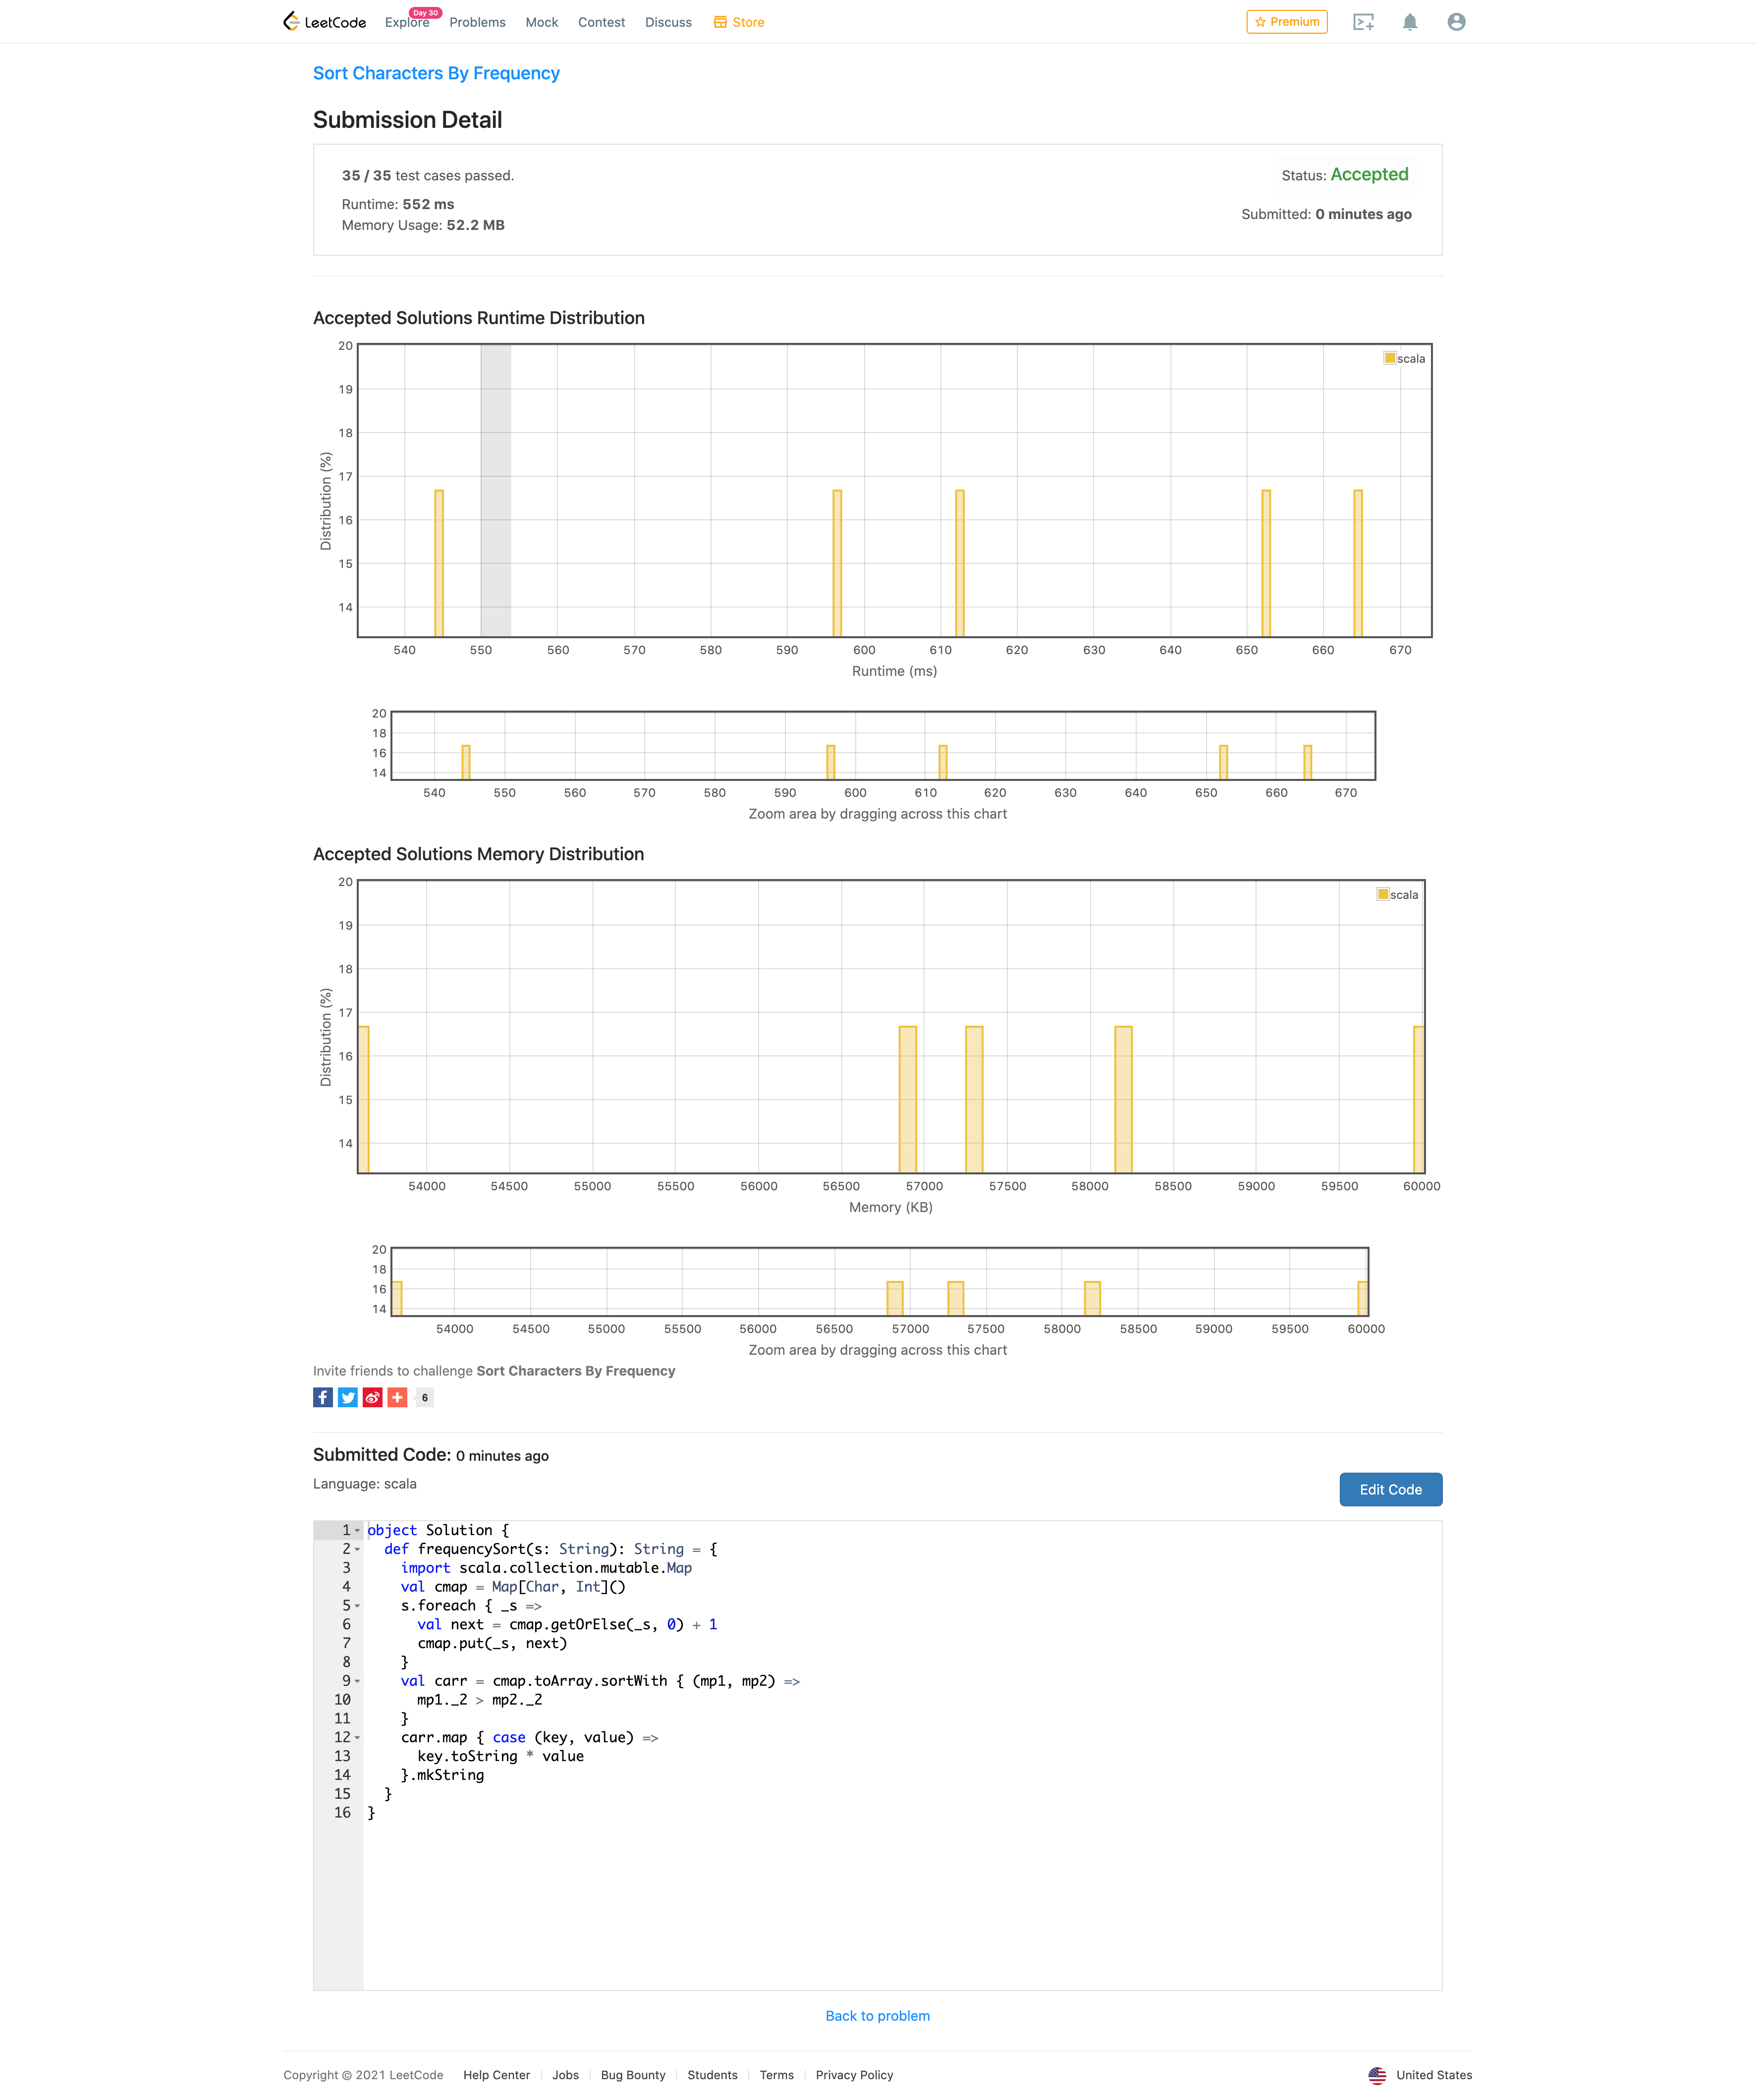 LeetCode Explore Day 30 Problems Mock Contest Discuss Store Premium
Sort Characters By Frequency
Submission Detail
35 / 35 test cases passed.
Status: Accepted
Runtime: 552 ms
Submitted: 0 minutes ago
Memory Usage: 52.2 MB
Accepted Solutions Runtime Distribution
20
scala
19
18
17
16
15
14
Distribution (%)
540 550 560 570 580 590 600 610 620 630 640 650 660 670
Runtime (ms)
20
18
16
14
540 550 560 570 580 590 600 610 620 630 640 650 660 670
Zoom area by dragging across this chart
Accepted Solutions Memory Distribution
20
scala
19
18
17
16
15
14
Distribution (%)
54000 54500 55000 55500 56000 56500 57000 57500 58000 58500 59000 59500 60000
Memory (KB)
20
18
16
14
54000 54500 55000 55500 56000 56500 57000 57500 58000 58500 59000 59500 60000
Zoom area by dragging across this chart
Invite friends to challenge Sort Characters By Frequency
6
Submitted Code: 0 minutes ago
Language: scala
Edit Code
1 object Solution {
2   def frequencySort(s: String): String = {
3     import scala.collection.mutable.Map
4     val cmap = Map[Char, Int]()
5     s.foreach { _s =>
6       val next = cmap.getOrElse(_s, 0) + 1
7       cmap.put(_s, next)
8     }
9     val carr = cmap.toArray.sortWith { (mp1, mp2) =>
10       mp1._2 > mp2._2
11     }
12     carr.map { case (key, value) =>
13       key.toString * value
14     }.mkString
15   }
16 }
Back to problem
Copyright © 2021 LeetCode Help Center Jobs Bug Bounty Students Terms Privacy Policy United States